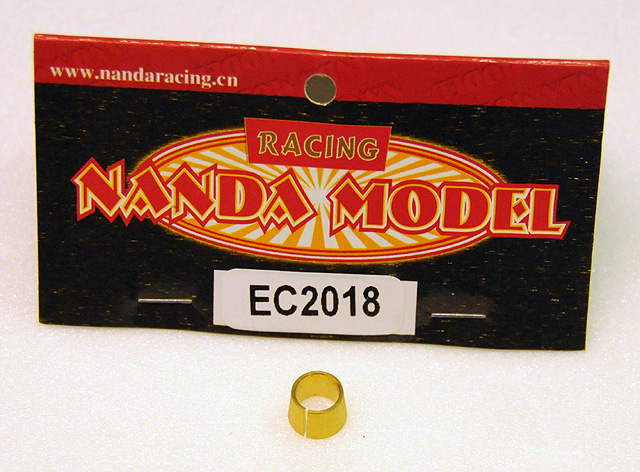 www.nandaracing.cn
RACING
NANDA MODEL
EC2018